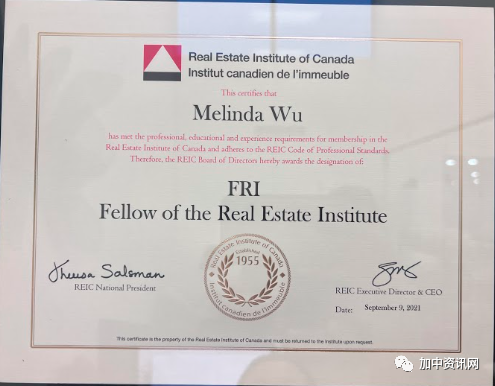 Real Estate Institute of Canada
Institut canadien de l'immeuble
This certifies that
Melinda Wu
has met the professional, educational and experience requirements for membership in the
Real Estate Institute of Canada and adheres to the REIC Code of Professional Standards.
Therefore, the REIC Board of Directors hereby awards the designation of:
FRI
Fellow of the Real Estate Institute
Real Estate Institute of Canada
1955
Institut canadien de l'immeuble
Theresa Salsman
REIC National President
REIC Executive Director & CEO
Date: September 9, 2021
This certificate is the property of the Real Estate Institute of Canada and must be returned to the Institute upon request.
加中资讯网